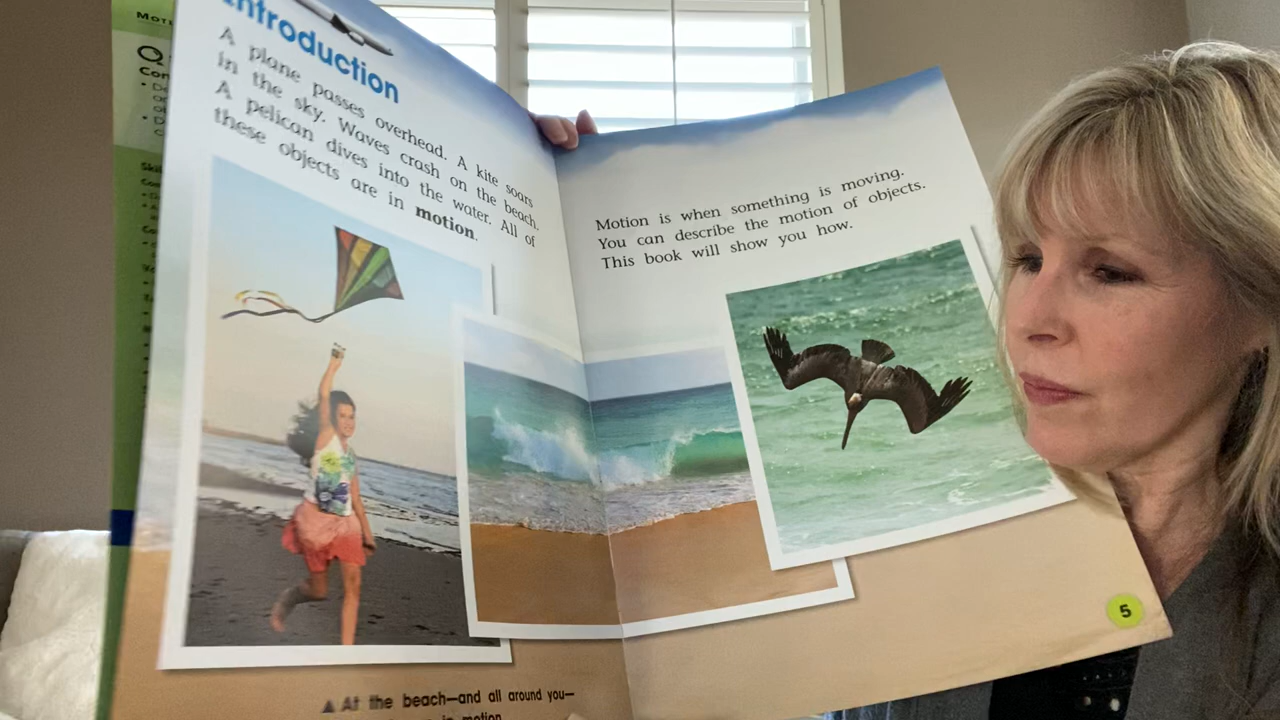 Introduction
A plane passes overhead. A kite soars
in the sky. Waves crash on the beach.
A pelican dives into the water. All of
these objects are in motion.
Motion is when something is moving.
You can describe the motion of objects.
This book will show you how.
At the beach—and all around you—
in motion
5